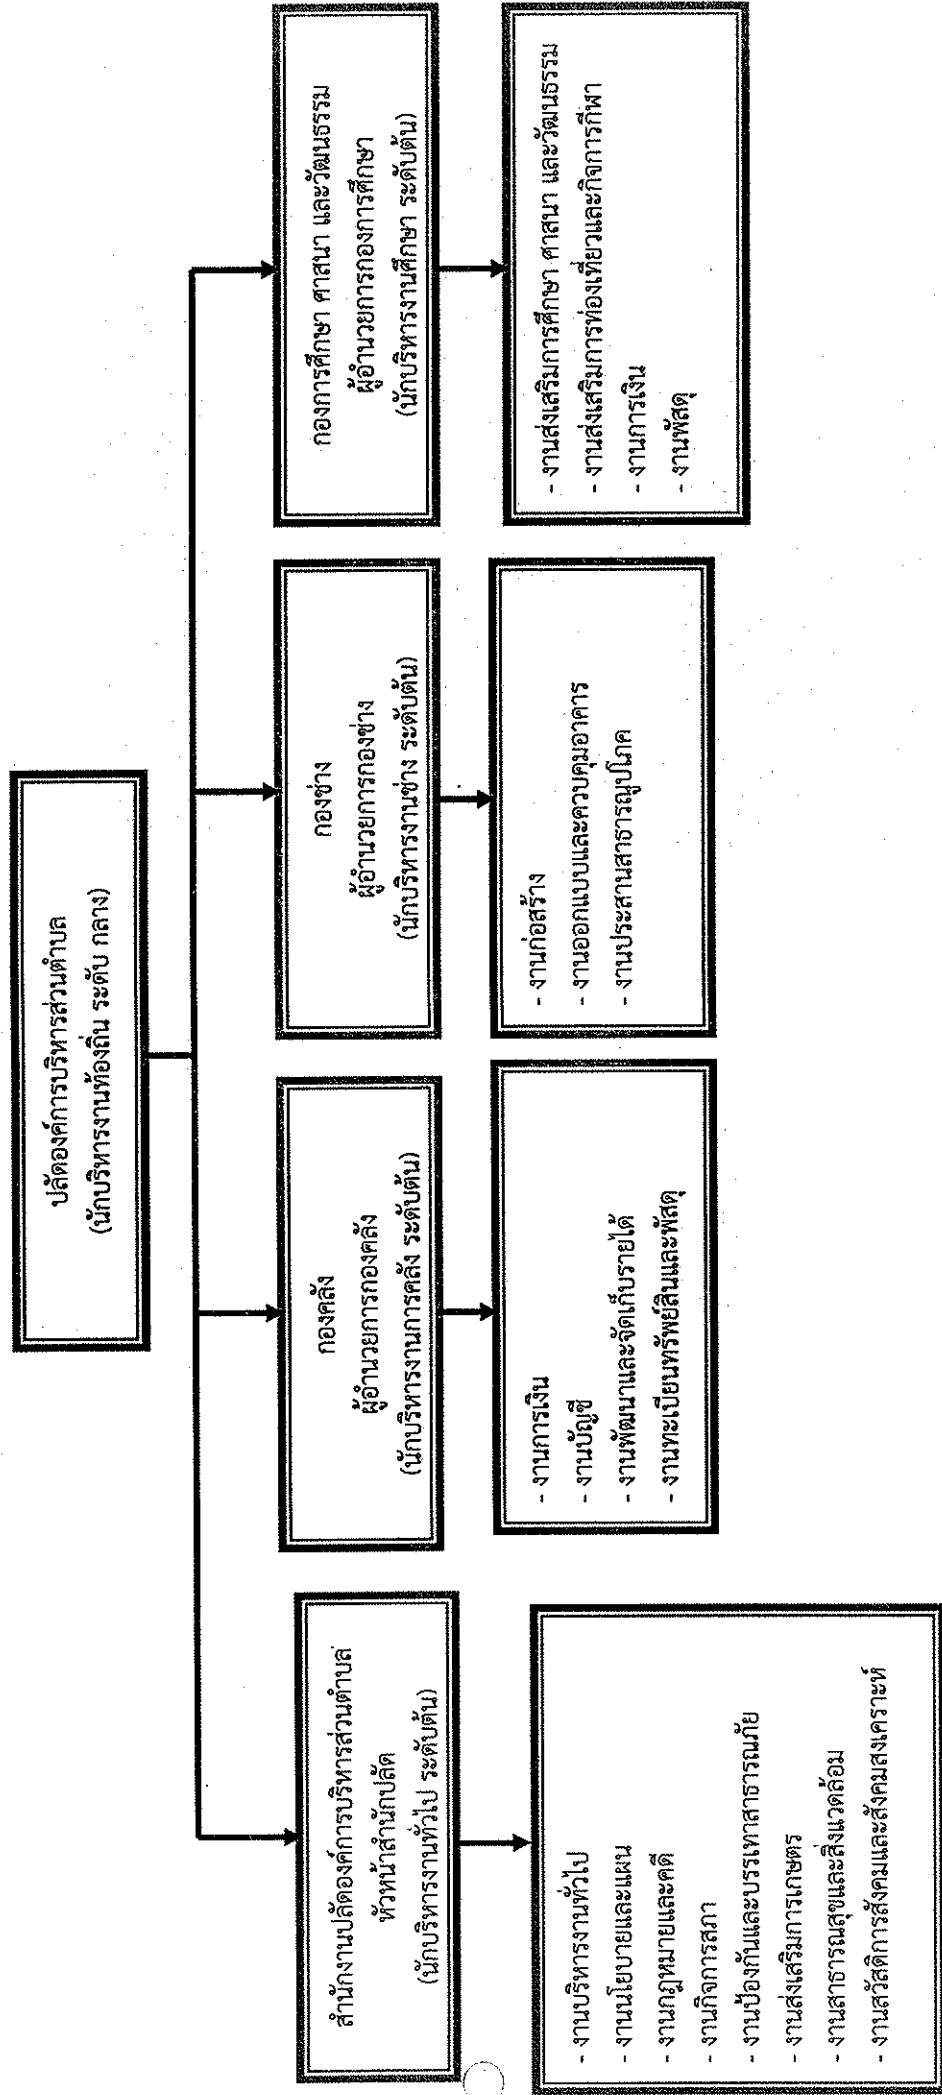 ปลัดองค์การบริหารส่วนตำบล
(นักบริหารงานท้องถิ่น ระดับ กลาง)
สำนักงานปลัดองค์การบริหารส่วนตำบล
หัวหน้าสำนักปลัด
(นักบริหารงานทั่วไป ระดับต้น)
- งานบริหารงานทั่วไป
- งานนโยบายและแผน
- งานกฎหมายและคดี
- งานกิจการสภา
- งานป้องกันและบรรเทาสาธารณภัย
- งานส่งเสริมการเกษตร
- งานสาธารณสุขและสิ่งแวดล้อม
- งานสวัสดิการสังคมและสังคมสงเคราะห์
กองคลัง
ผู้อำนวยการกองคลัง
(นักบริหารงานการคลัง ระดับต้น)
- งานการเงิน
- งานบัญชี
- งานพัฒนาและจัดเก็บรายได้
- งานทะเบียนทรัพย์สินและพัสดุ
กองช่าง
ผู้อำนวยการกองช่าง
(นักบริหารงานช่าง ระดับต้น)
- งานก่อสร้าง
- งานออกแบบและควบคุมอาคาร
- งานประสานสาธารณูปโภค
กองการศึกษา ศาสนา และวัฒนธรรม
ผู้อำนวยการกองการศึกษา
(นักบริหารงานศึกษา ระดับต้น)
- งานส่งเสริมการศึกษา ศาสนา และวัฒนธรรม
- งานส่งเสริมการท่องเที่ยวและกิจการกีฬา
- งานการเงิน
- งานพัสดุ